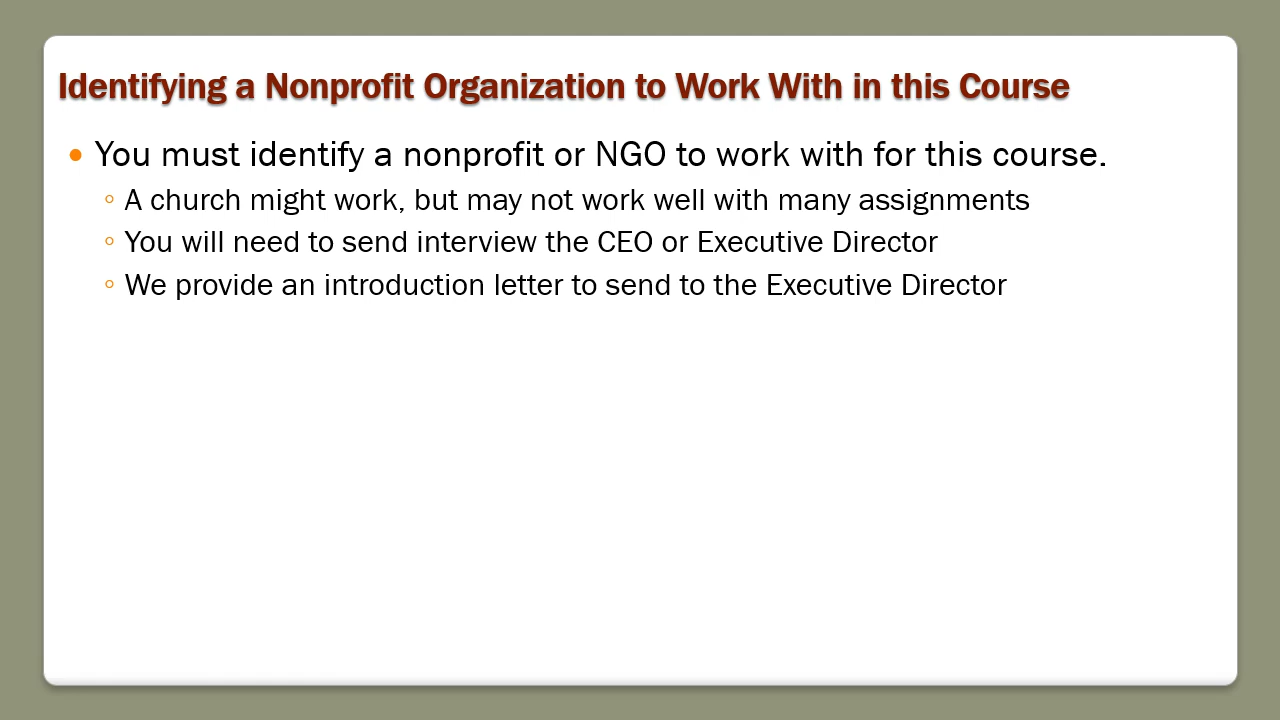 Identifying a Nonprofit Organization to Work With in this Course
• You must identify a nonprofit or NGO to work with for this course.
◦ A church might work, but may not work well with many assignments
◦ You will need to send interview the CEO or Executive Director
◦ We provide an introduction letter to send to the Executive Director